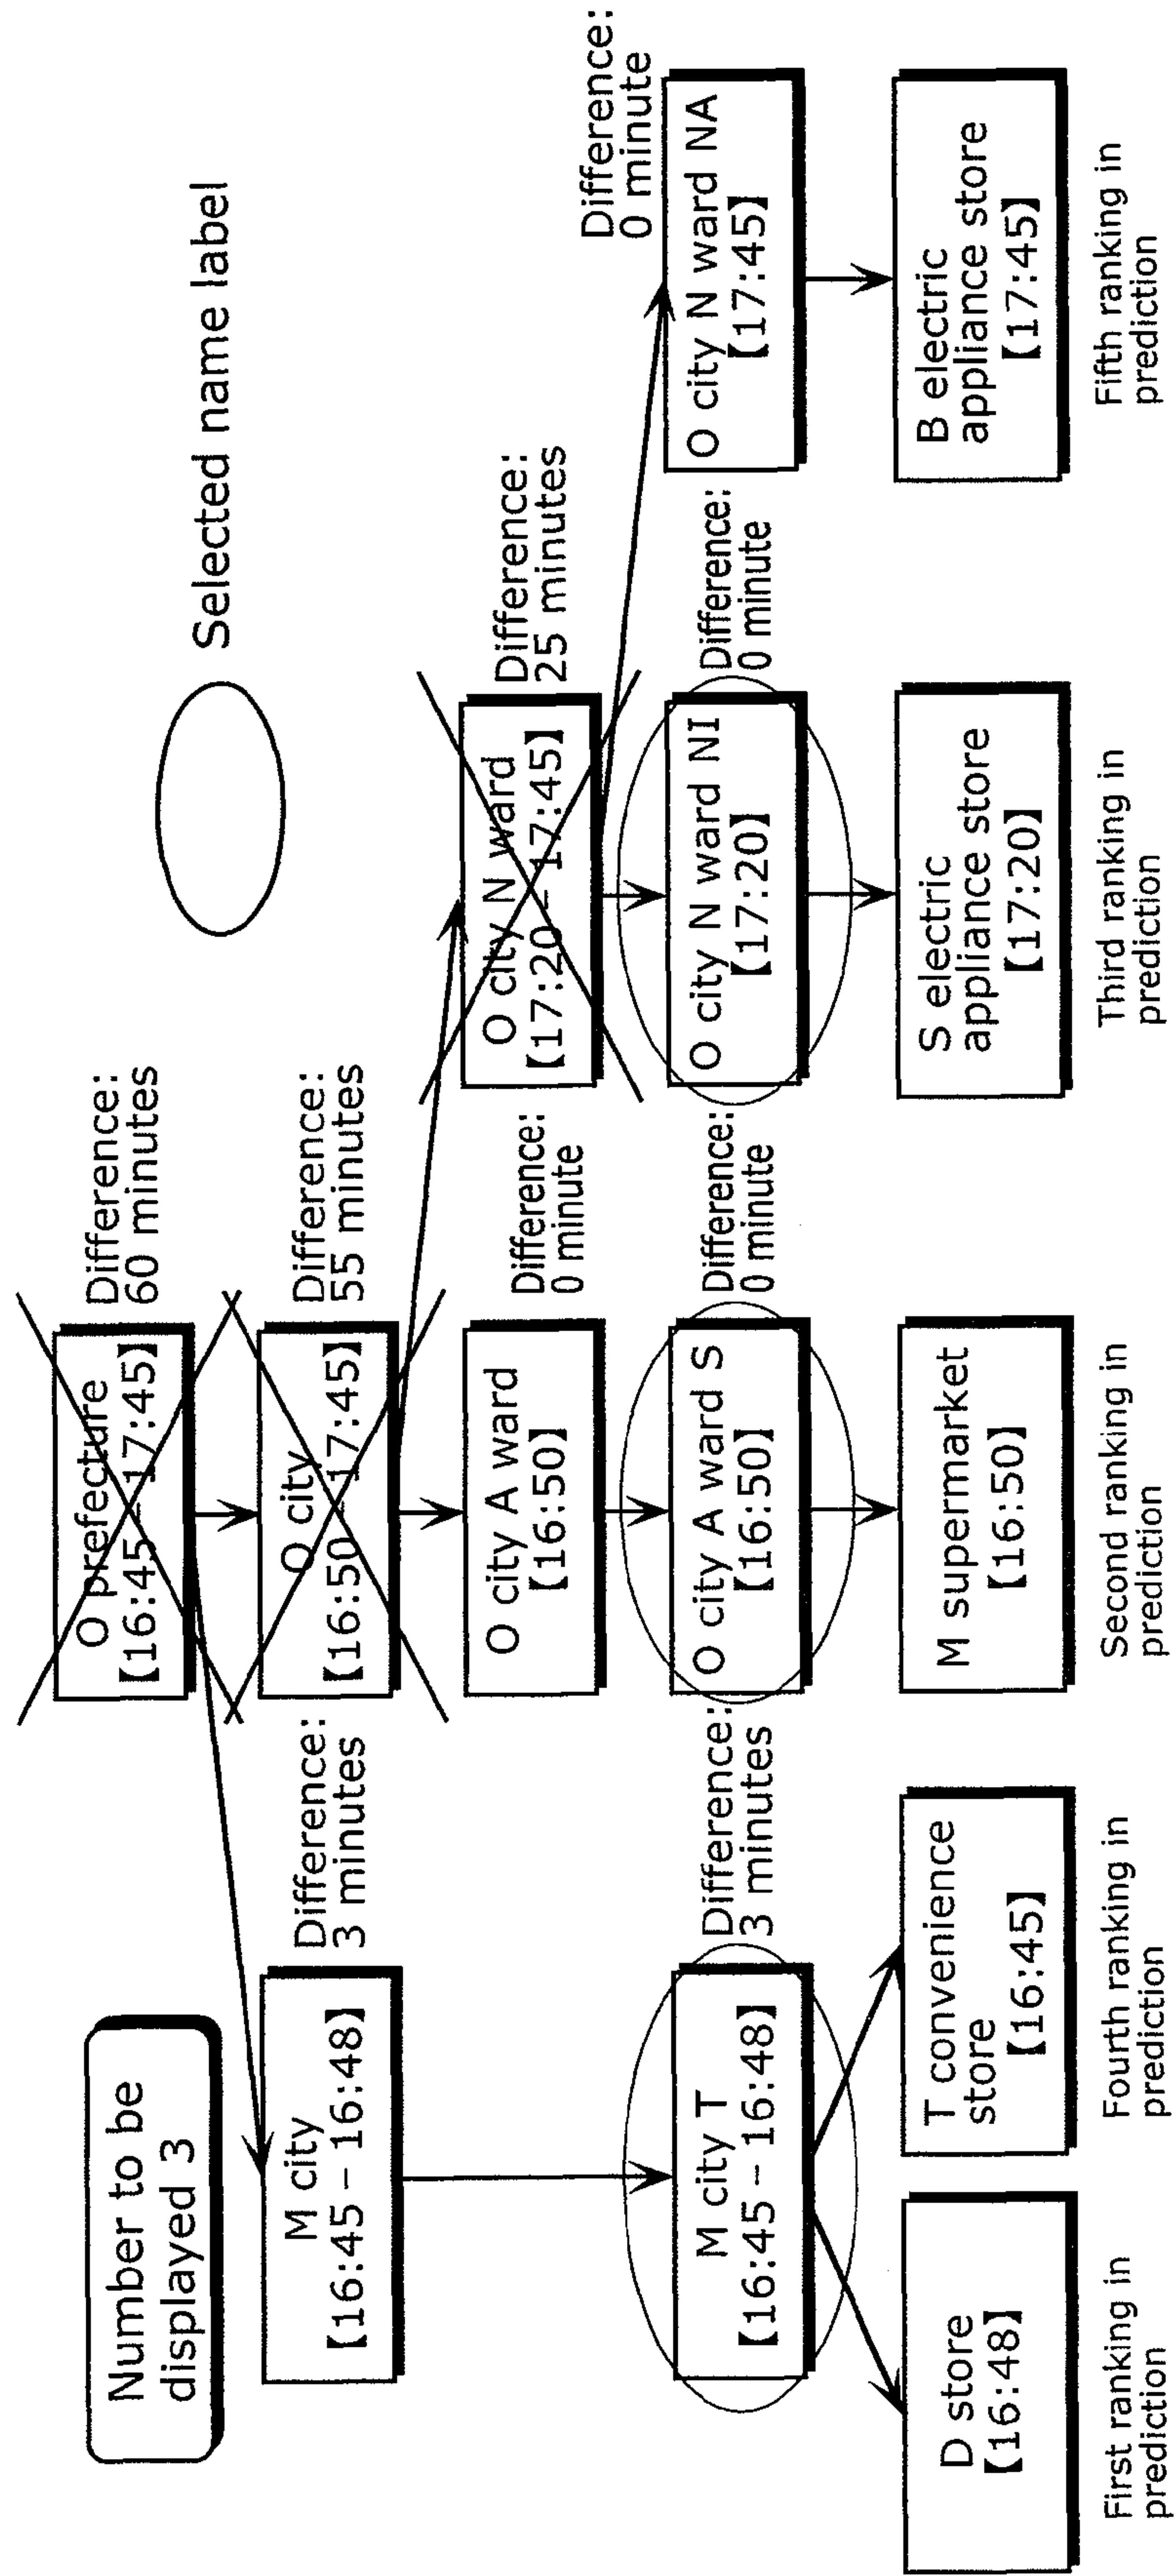 Number to be
displayed 3
Selected name label
O prefecture
【16:45–17:45】
Difference:
60 minutes
M city
【16:45–16:48】
Difference:
3 minutes
O city
【16:50–17:45】
Difference:
55 minutes
O city A ward
【16:50】
Difference:
0 minute
O city N ward
【17:20–17:45】
Difference:
25 minutes
M city T
【16:45–16:48】
Difference:
3 minutes
O city A ward S
【16:50】
Difference:
0 minute
O city N ward NI
【17:20】
Difference:
0 minute
O city N ward NA
【17:45】
Difference:
0 minute
D store
【16:48】
T convenience
store
【16:45】
M supermarket
【16:50】
S electric
appliance store
【17:20】
B electric
appliance store
【17:45】
First ranking in
prediction
Fourth ranking in
prediction
Second ranking in
prediction
Third ranking in
prediction
Fifth ranking in
prediction